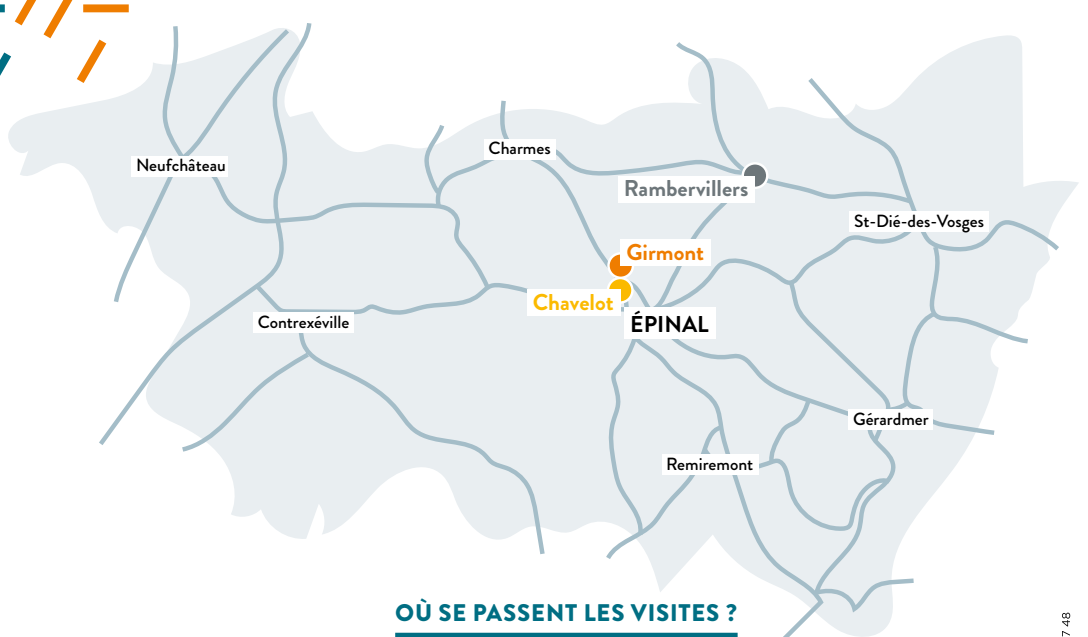 Charmes
Neufchâteau
Rambervillers
St-Dié-des-Vosges
Girmont
Chavelot
ÉPINAL
Contrexéville
Gérardmer
Remiremont
OÙ SE PASSENT LES VISITES ?
7 48